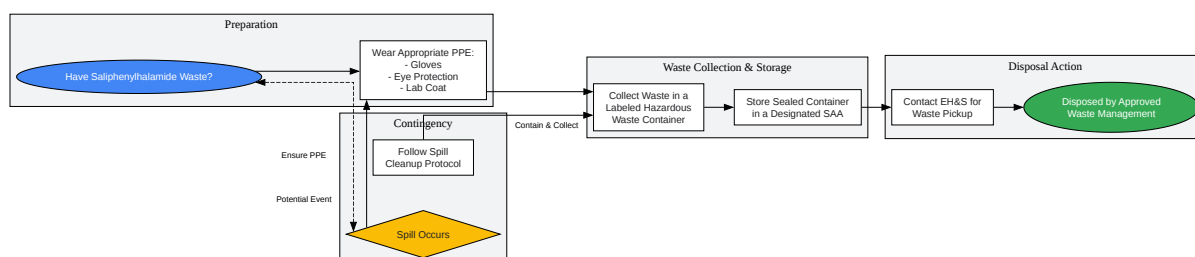 Preparation
Have Saliphenylhalamide Waste?
Wear Appropriate PPE:
- Gloves
- Eye Protection
- Lab Coat
Waste Collection & Storage
Collect Waste in a
Labeled Hazardous
Waste Container
Store Sealed Container
in a Designated SAA
Disposal Action
Contact EH&S for
Waste Pickup
Disposed by Approved
Waste Management
Contingency
Contain & Collect
Follow Spill
Cleanup Protocol
Ensure PPE
Potential Event
Spill Occurs